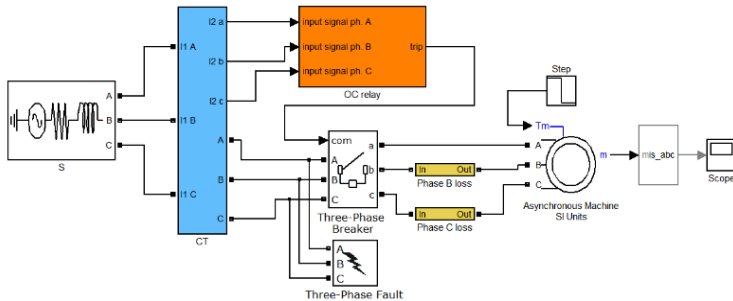 A
B
C
S
I1 A
I1 B
I1 C
I2 a
I2 b
I2 c
A
B
C
CT
input signal ph. A
input signal ph. B
input signal ph. C
trip
OC relay
com
A
B
C
a
b
c
Three-Phase
Breaker
A
B
C
Three-Phase Fault
In Out
Phase B loss
In Out
Phase C loss
Step
Tm
A
B
C
m
Asynchronous Machine
SI Units
mis_abc
Scope